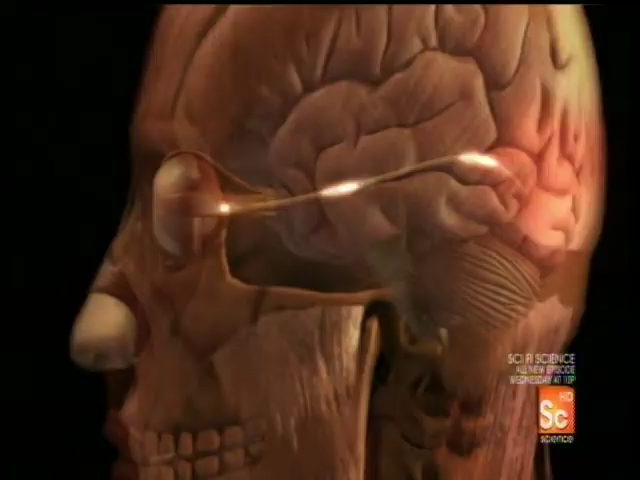 SCI FI SCIENCE
ALL NEW EPISODE
WEDNESDAY AT 10P
HD
Sc
science